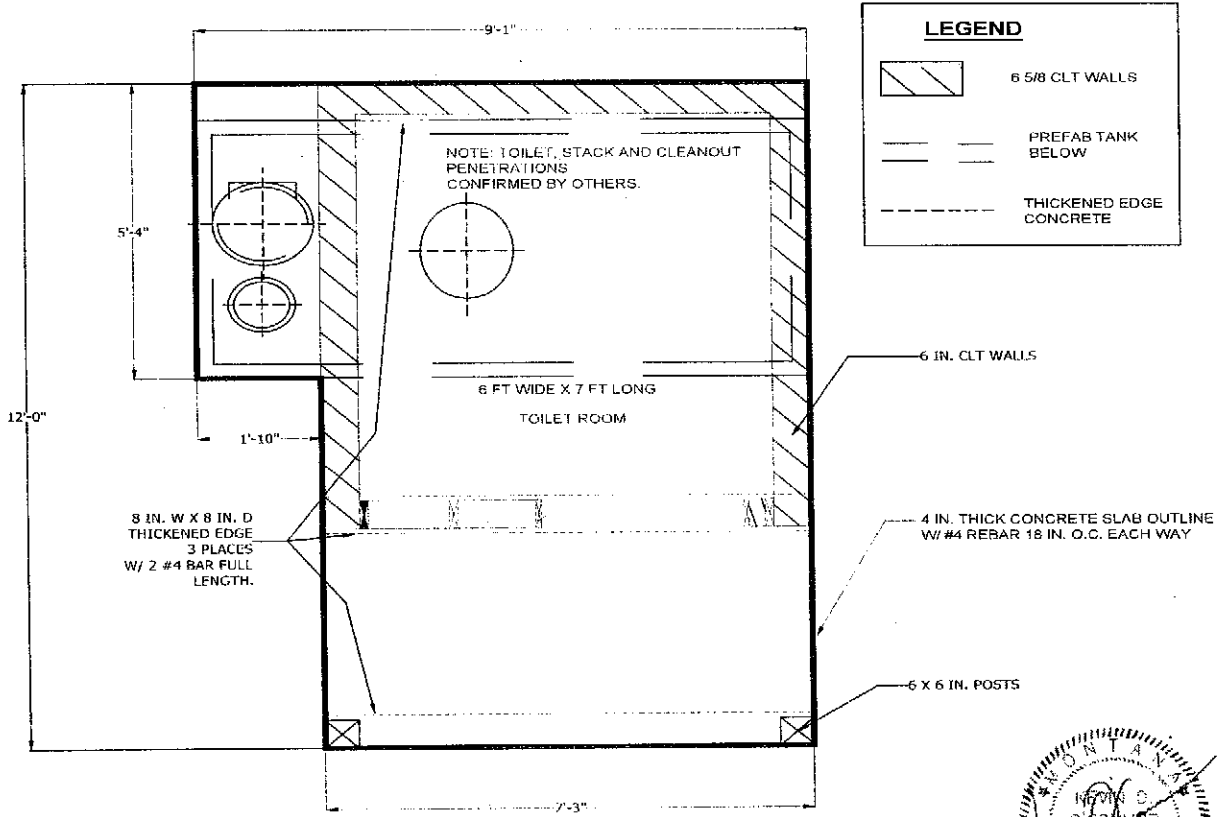 9'-1"
LEGEND
6 5/8 CLT WALLS
PREFAB TANK
BELOW
THICKENED EDGE
CONCRETE
NOTE: TOILET, STACK AND CLEANOUT
PENETRATIONS
CONFIRMED BY OTHERS.
5'-4"
12'-0"
1'-10"
6 FT WIDE X 7 FT LONG
TOILET ROOM
6 IN. CLT WALLS
8 IN. W X 8 IN. D
THICKENED EDGE
3 PLACES
W/ 2 #4 BAR FULL
LENGTH.
4 IN. THICK CONCRETE SLAB OUTLINE
W/ #4 REBAR 18 IN. O.C. EACH WAY
6 X 6 IN. POSTS
7'-3"
MONTANA
KEVIN D.